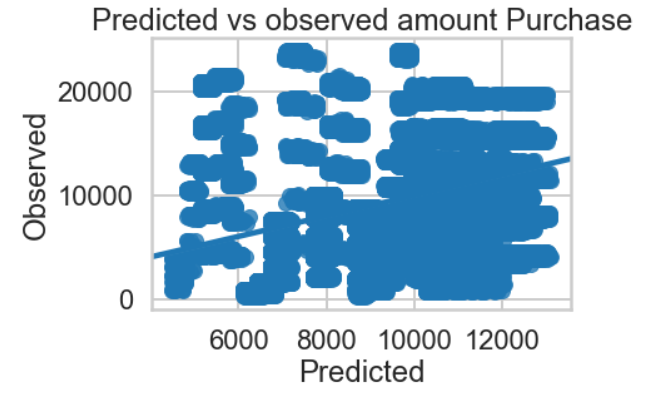 Predicted vs observed amount Purchase
20000
10000
0
Observed
6000 8000 10000 12000
Predicted